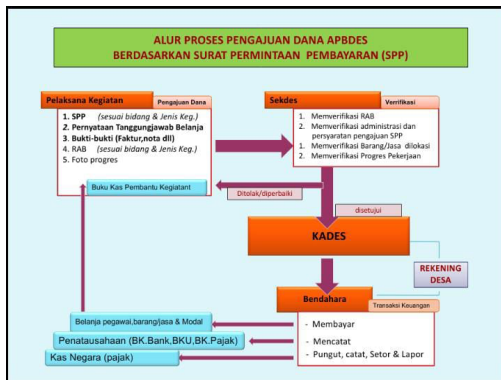 ALUR PROSES PENGAJUAN DANA APBDES
BERDASARKAN SURAT PERMINTAAN PEMBAYARAN (SPP)
Pelaksana Kegiatan
Pengajuan Dana
1. SPP (sesuai bidang & Jenis Keg.)
2. Pernyataan Tanggungjawab Belanja
3. Bukti-bukti (Faktur,nota dll)
4. RAB (sesuai bidang & Jenis Keg.)
5. Foto progres
Buku Kas Pembantu Kegiatant
Sekdes
Verrifikasi
1. Memverifikasi RAB
2. Memverifikasi administrasi dan
persyaratan pengajuan SPP
1. Memverifikasi Barang/Jasa dilokasi
2. Memverifikasi Progres Pekerjaan
Ditolak/diperbaiki
disetujui
KADES
REKENING
DESA
Bendahara
Transaksi Keuangan
- Membayar
- Mencatat
- Pungut, catat, Setor & Lapor
Belanja pegawai,barang/jasa & Modal
Penatausahaan (BK.Bank,BKU,BK.Pajak)
Kas Negara (pajak)